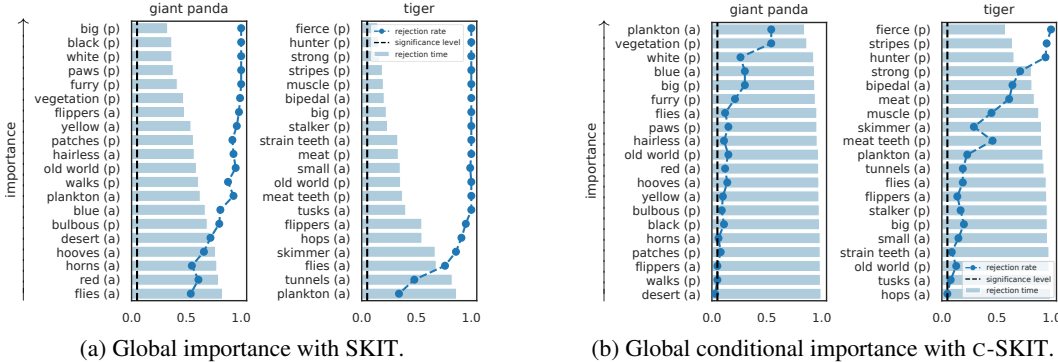 giant panda
importance
big (p)
black (p)
white (p)
paws (p)
furry (p)
vegetation (p)
flippers (a)
yellow (a)
patches (p)
hairless (a)
old world (p)
walks (p)
plankton (a)
blue (a)
bulbous (p)
desert (a)
hooves (a)
horns (a)
red (a)
flies (a)
0.0 0.5 1.0
tiger
fierce (p)
hunter (p)
strong (p)
stripes (p)
muscle (p)
bipedal (a)
big (p)
stalker (p)
strain teeth (a)
meat (p)
small (a)
old world (p)
meat teeth (p)
tusks (a)
flippers (a)
hops (a)
skimmer (a)
flies (a)
tunnels (a)
plankton (a)
rejection rate
significance level
rejection time
0.0 0.5 1.0
(a) Global importance with SKIT.
giant panda
importance
plankton (a)
vegetation (p)
white (p)
blue (a)
big (p)
furry (p)
flies (a)
paws (p)
hairless (a)
old world (p)
red (a)
hooves (a)
yellow (a)
bulbous (p)
black (p)
horns (a)
patches (p)
flippers (a)
walks (p)
desert (a)
0.0 0.5 1.0
tiger
fierce (p)
stripes (p)
hunter (p)
strong (p)
bipedal (a)
meat (p)
muscle (p)
skimmer (a)
meat teeth (p)
plankton (a)
tunnels (a)
flies (a)
flippers (a)
stalker (p)
big (p)
small (a)
strain teeth (a)
old world (p)
tusks (a)
hops (a)
rejection rate
significance level
rejection time
0.0 0.5 1.0
(b) Global conditional importance with C-SKIT.